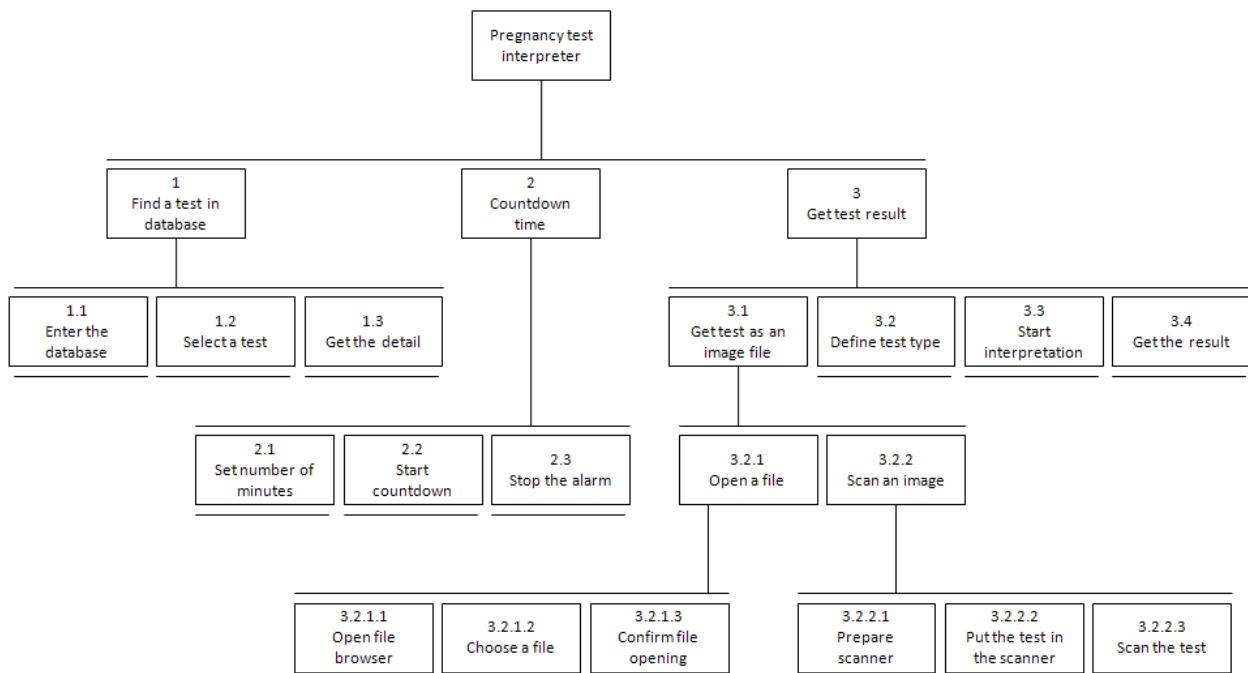 Pregnancy test
interpreter
1
Find a test in
database
2
Countdown
time
3
Get test result
1.1
Enter the
database
1.2
Select a test
1.3
Get the detail
3.1
Get test as an
image file
3.2
Define test type
3.3
Start
interpretation
3.4
Get the result
2.1
Set number of
minutes
2.2
Start
countdown
2.3
Stop the alarm
3.2.1
Open a file
3.2.2
Scan an image
3.2.1.1
Open file
browser
3.2.1.2
Choose a file
3.2.1.3
Confirm file
opening
3.2.2.1
Prepare
scanner
3.2.2.2
Put the test in
the scanner
3.2.2.3
Scan the test